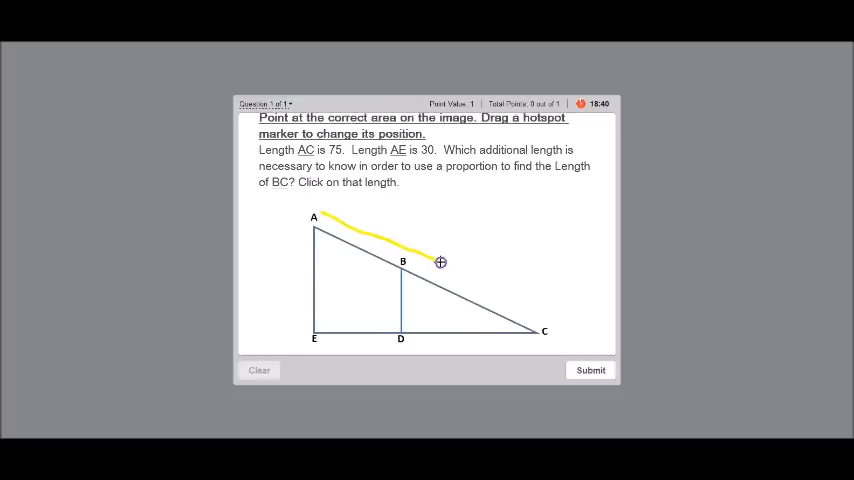 Question 1 of 1
Point Value: 1 | Total Points: 0 out of 1 | 18:40
Point at the correct area on the image. Drag a hotspot
marker to change its position.
Length AC is 75. Length AE is 30. Which additional length is
necessary to know in order to use a proportion to find the Length
of BC? Click on that length.
A
B
C
E
D
Clear
Submit